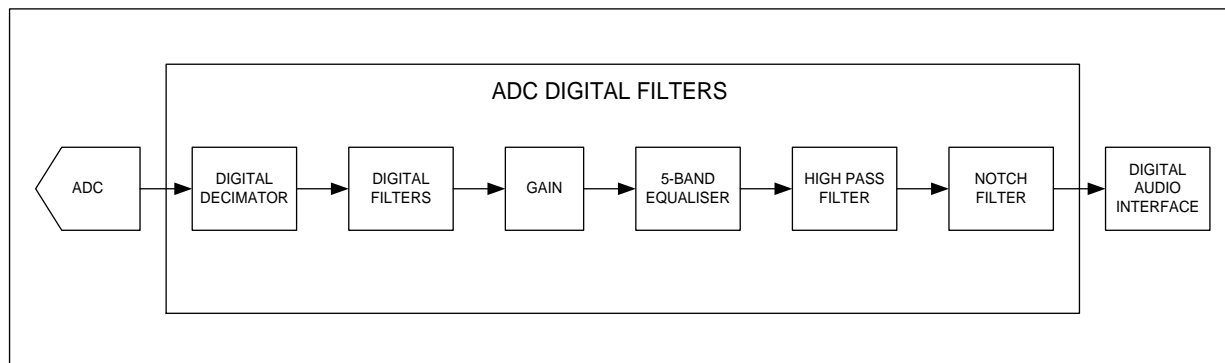 ADC DIGITAL FILTERS
ADC
DIGITAL
DECIMATOR
DIGITAL
FILTERS
GAIN
5-BAND
EQUALISER
HIGH PASS
FILTER
NOTCH
FILTER
DIGITAL
AUDIO
INTERFACE